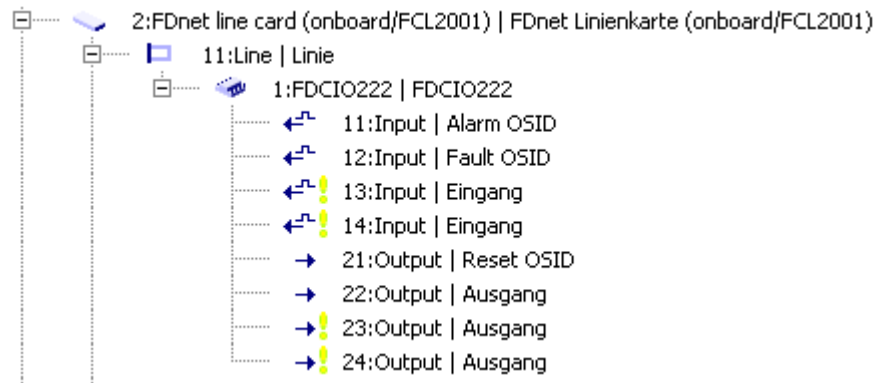 2:FDnet line card (onboard/FCL2001) | FDnet Linienkarte (onboard/FCL2001)
11:Line | Linie
1:FDCIO222 | FDCIO222
11:Input | Alarm OSID
12:Input | Fault OSID
13:Input | Eingang
14:Input | Eingang
21:Output | Reset OSID
22:Output | Ausgang
23:Output | Ausgang
24:Output | Ausgang